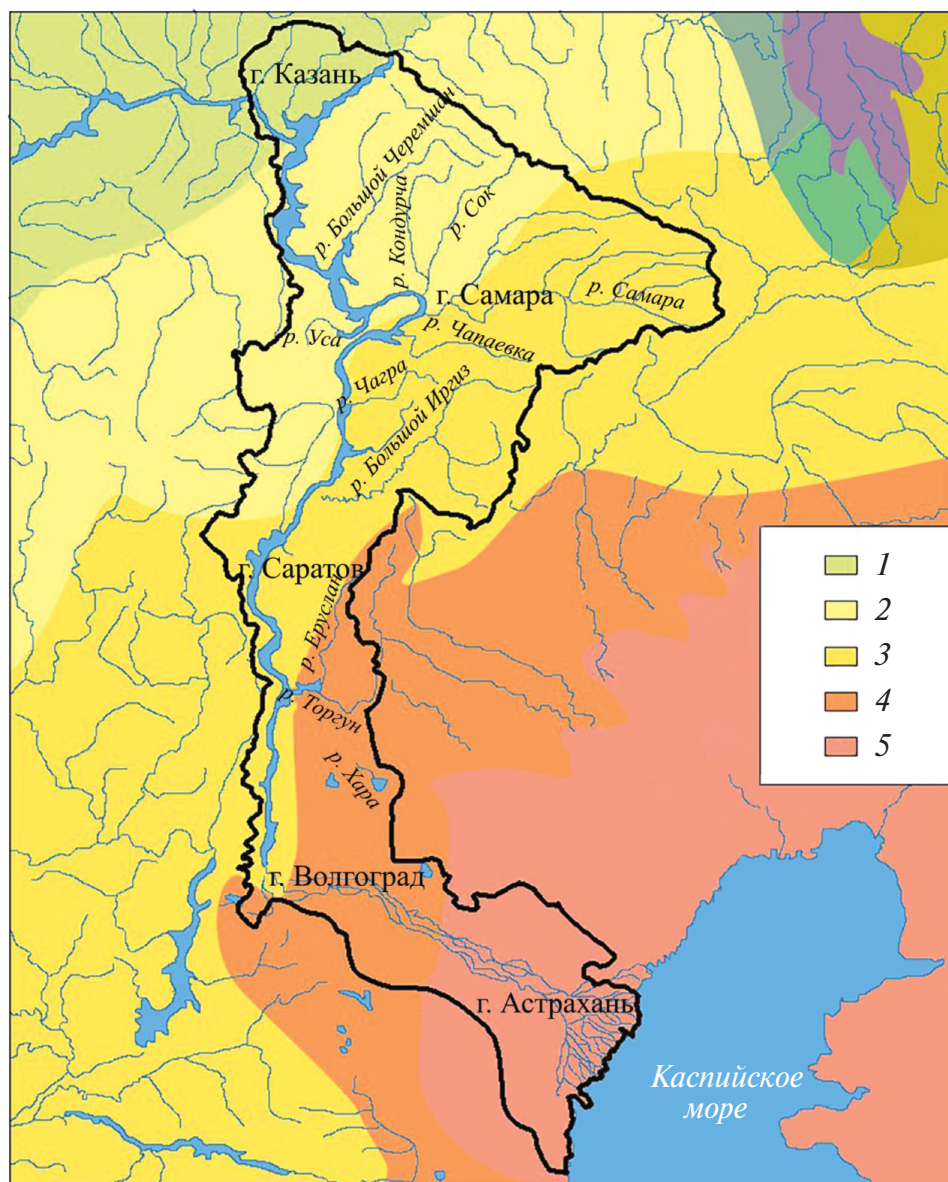 г. Казань
р. Большой Черемшан
р. Кондурча
р. Сок
г. Самара
р. Самара
р. Уса
р. Чапаевка
р. Чагра
р. Большой Иргиз
г. Саратов
р. Еруслан
р. Торгун
р. Хара
г. Волгоград
г. Астрахань
Каспийское
море
1
2
3
4
5